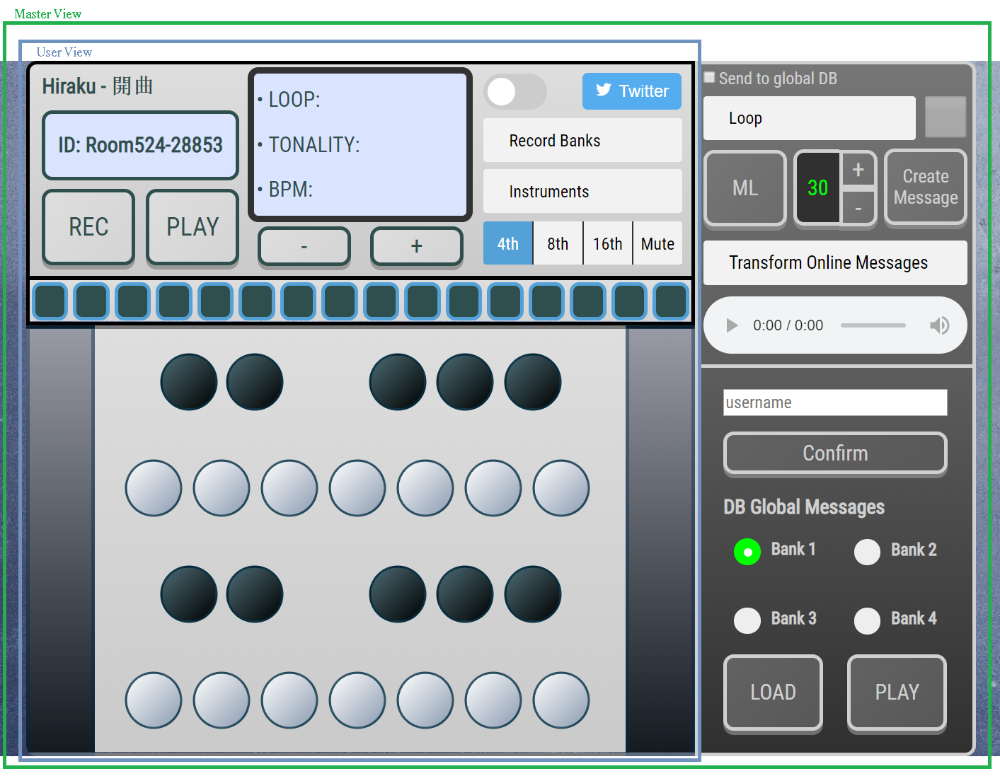 Master View
User View
Hiraku - 開曲
ID: Room524-28853
REC
PLAY
• LOOP:
• TONALITY:
• BPM:
-
+
Twitter
Record Banks
Instruments
4th 8th 16th Mute
Send to global DB
Loop
ML
30
+
-
Create
Message
Transform Online Messages
0:00 / 0:00
username
Confirm
DB Global Messages
Bank 1
Bank 2
Bank 3
Bank 4
LOAD
PLAY